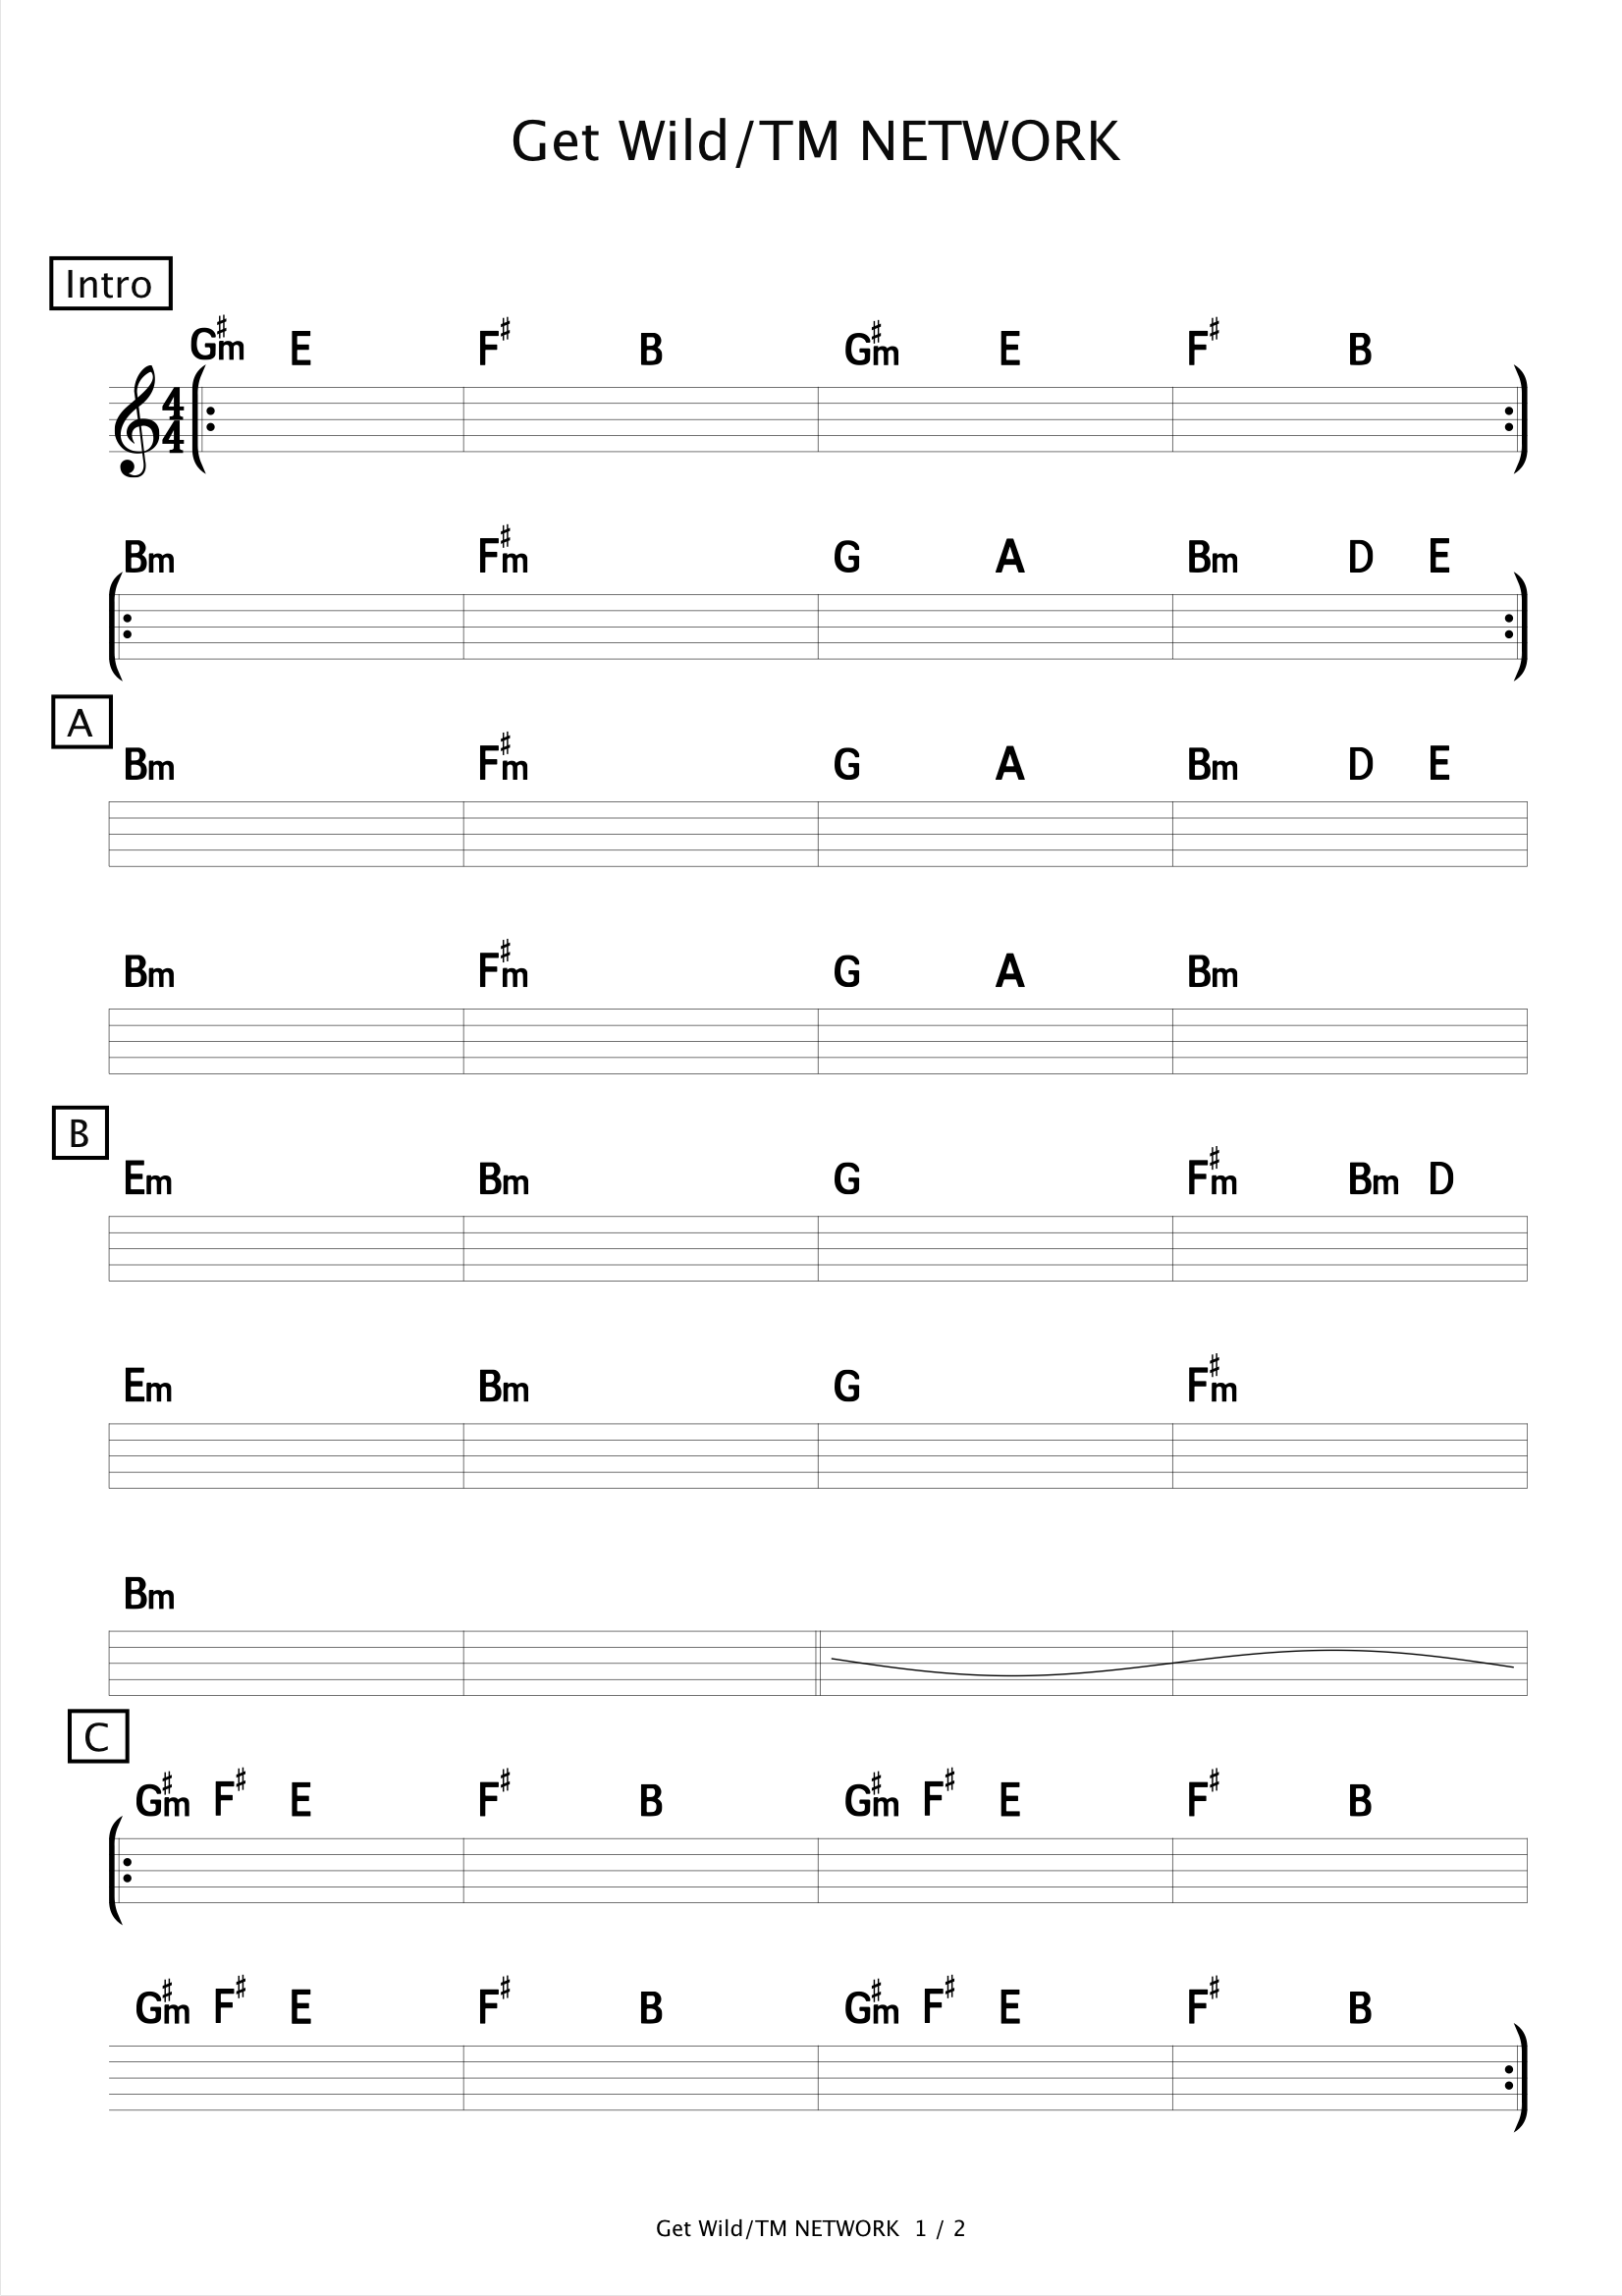 Get Wild/TM NETWORK
Intro
G♯m E F♯ B G♯m E F♯ B
4
4
Bm F♯m G A Bm D E
A
Bm F♯m G A Bm D E
Bm F♯m G A Bm
B
Em Bm G F♯m Bm D
Em Bm G F♯m
Bm
C
G♯m F♯ E F♯ B G♯m F♯ E F♯ B
G♯m F♯ E F♯ B G♯m F♯ E F♯ B
Get Wild/TM NETWORK 1 / 2